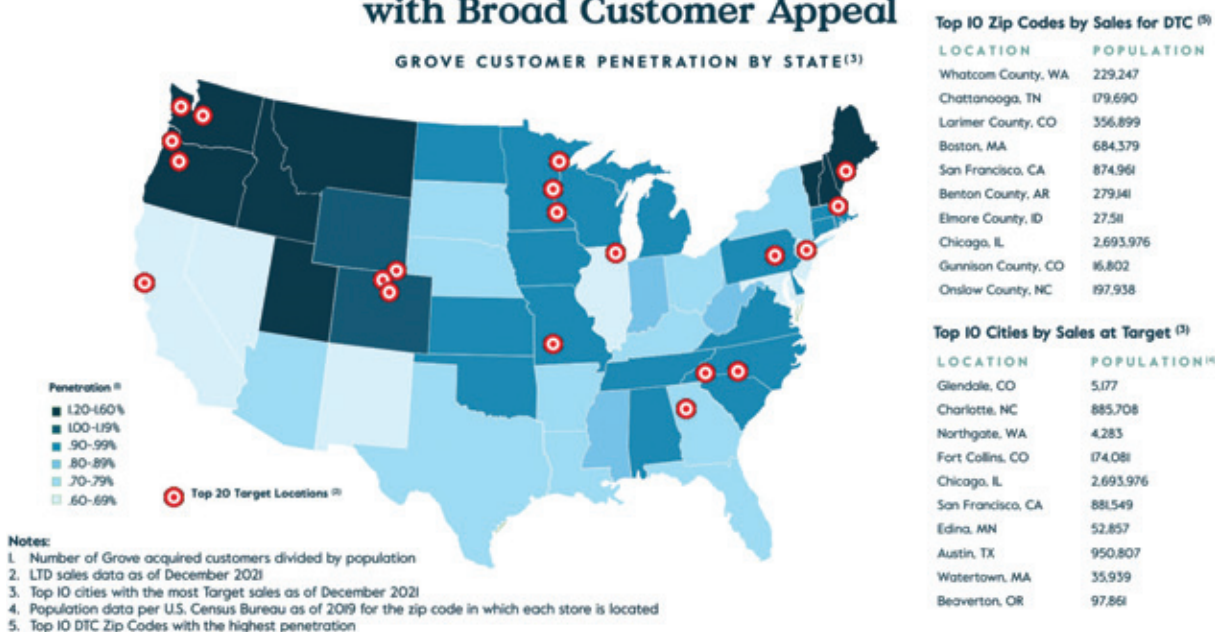 with Broad Customer Appeal
GROVE CUSTOMER PENETRATION BY STATE(3)
Penetration (1)
1.20-1.60%
1.00-1.19%
.90-.99%
.80-.89%
.70-.79%
.60-.69%
Top 20 Target Locations (2)
Notes:
1. Number of Grove acquired customers divided by population
2. LTD sales data as of December 2021
3. Top 10 cities with the most Target sales as of December 2021
4. Population data per U.S. Census Bureau as of 2019 for the zip code in which each store is located
5. Top 10 DTC Zip Codes with the highest penetration
Top 10 Zip Codes by Sales for DTC (5)
LOCATION POPULATION
Whatcom County, WA 229,247
Chattanooga, TN 179,690
Larimer County, CO 356,899
Boston, MA 684,379
San Francisco, CA 874,961
Benton County, AR 279,141
Elmore County, ID 27,511
Chicago, IL 2,693,976
Gunnison County, CO 16,802
Onslow County, NC 197,938
Top 10 Cities by Sales at Target (3)
LOCATION POPULATION(4
Glendale, CO 5,177
Charlotte, NC 885,708
Northgate, WA 4,283
Fort Collins, CO 174,081
Chicago, IL 2,693,976
San Francisco, CA 881,549
Edina, MN 52,857
Austin, TX 950,807
Watertown, MA 35,939
Beaverton, OR 97,861